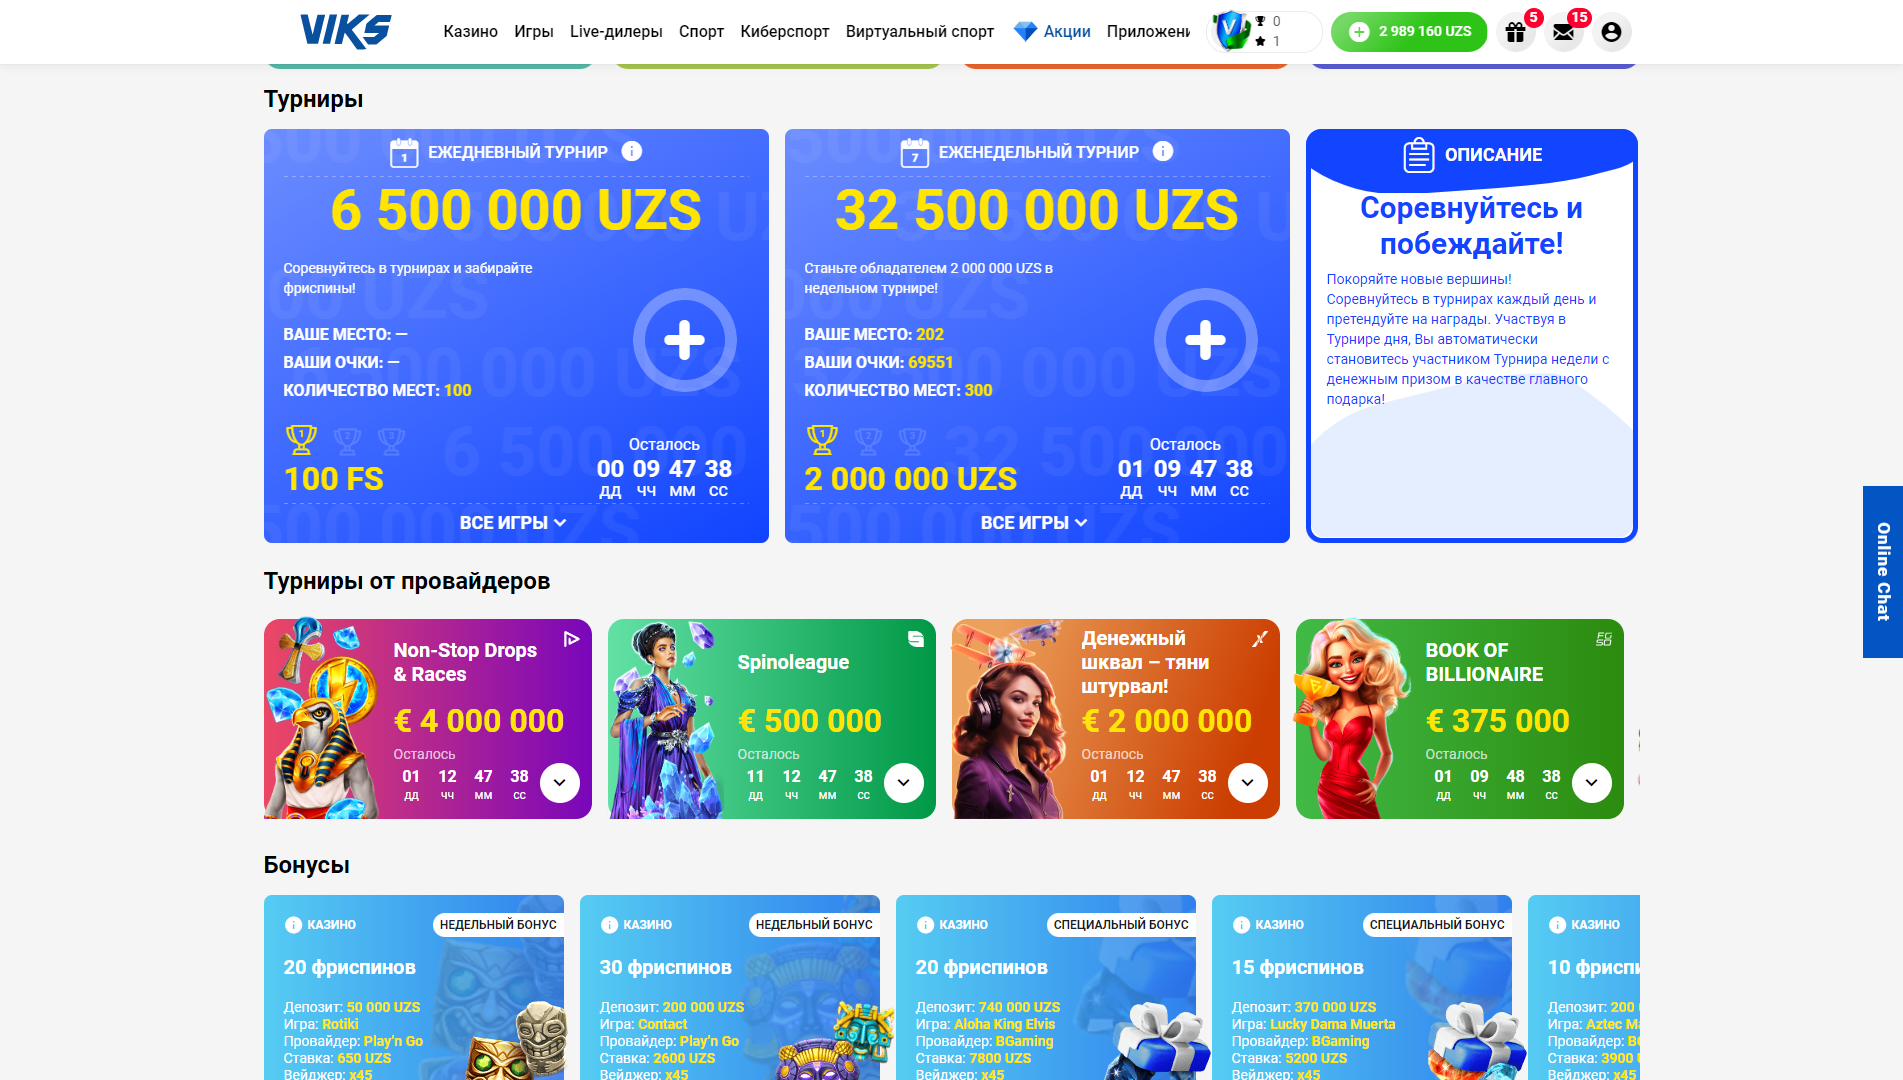 VIKS
Казино Игры Live-дилеры Спорт Киберспорт Виртуальный спорт Акции Приложени
0
1
2 989 160 UZS
5
15
Турниры
1 ЕЖЕДНЕВНЫЙ ТУРНИР
6 500 000 UZS
Соревнуйтесь в турнирах и забирайте
фриспины!
ВАШЕ МЕСТО: —
ВАШИ ОЧКИ: —
КОЛИЧЕСТВО МЕСТ: 100
1 2 3
100 FS
Осталось
00 09 47 38
ДД ЧЧ ММ СС
ВСЕ ИГРЫ
7 ЕЖЕНЕДЕЛЬНЫЙ ТУРНИР
32 500 000 UZS
Станьте обладателем 2 000 000 UZS в
недельном турнире!
ВАШЕ МЕСТО: 202
ВАШИ ОЧКИ: 69551
КОЛИЧЕСТВО МЕСТ: 300
1 2 3
2 000 000 UZS
Осталось
01 09 47 38
ДД ЧЧ ММ СС
ВСЕ ИГРЫ
ОПИСАНИЕ
Соревнуйтесь и
побеждайте!
Покоряйте новые вершины!
Соревнуйтесь в турнирах каждый день и
претендуйте на награды. Участвуя в
Турнире дня, Вы автоматически
становитесь участником Турнира недели с
денежным призом в качестве главного
подарка!
Online Chat
Турниры от провайдеров
Non-Stop Drops
& Races
€ 4 000 000
Осталось
01 12 47 38
ДД ЧЧ ММ СС
Spinoleague
€ 500 000
Осталось
11 12 47 38
ДД ЧЧ ММ СС
Денежный
шквал – тяни
штурвал!
€ 2 000 000
Осталось
01 12 47 38
ДД ЧЧ ММ СС
BOOK OF
BILLIONAIRE
€ 375 000
Осталось
01 09 48 38
ДД ЧЧ ММ СС
Бонусы
КАЗИНО НЕДЕЛЬНЫЙ БОНУС
20 фриспинов
Депозит: 50 000 UZS
Игра: Rotiki
Провайдер: Play'n Go
Ставка: 650 UZS
Вейджер: x45
КАЗИНО НЕДЕЛЬНЫЙ БОНУС
30 фриспинов
Депозит: 200 000 UZS
Игра: Contact
Провайдер: Play'n Go
Ставка: 2600 UZS
Вейджер: x45
КАЗИНО СПЕЦИАЛЬНЫЙ БОНУС
20 фриспинов
Депозит: 740 000 UZS
Игра: Aloha King Elvis
Провайдер: BGaming
Ставка: 7800 UZS
Вейджер: x45
КАЗИНО СПЕЦИАЛЬНЫЙ БОНУС
15 фриспинов
Депозит: 370 000 UZS
Игра: Lucky Dama Muerta
Провайдер: BGaming
Ставка: 5200 UZS
Вейджер: x45
КАЗИНО
10 фриспи
Депозит: 200
Игра: Aztec Ma
Провайдер: BG
Ставка: 3900
Вейджер: x45